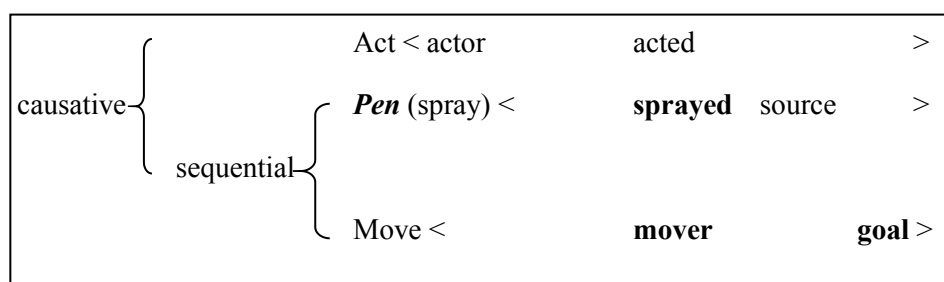 Act < actor acted >
causative Pen (spray) < sprayed source >
sequential
Move < mover goal >